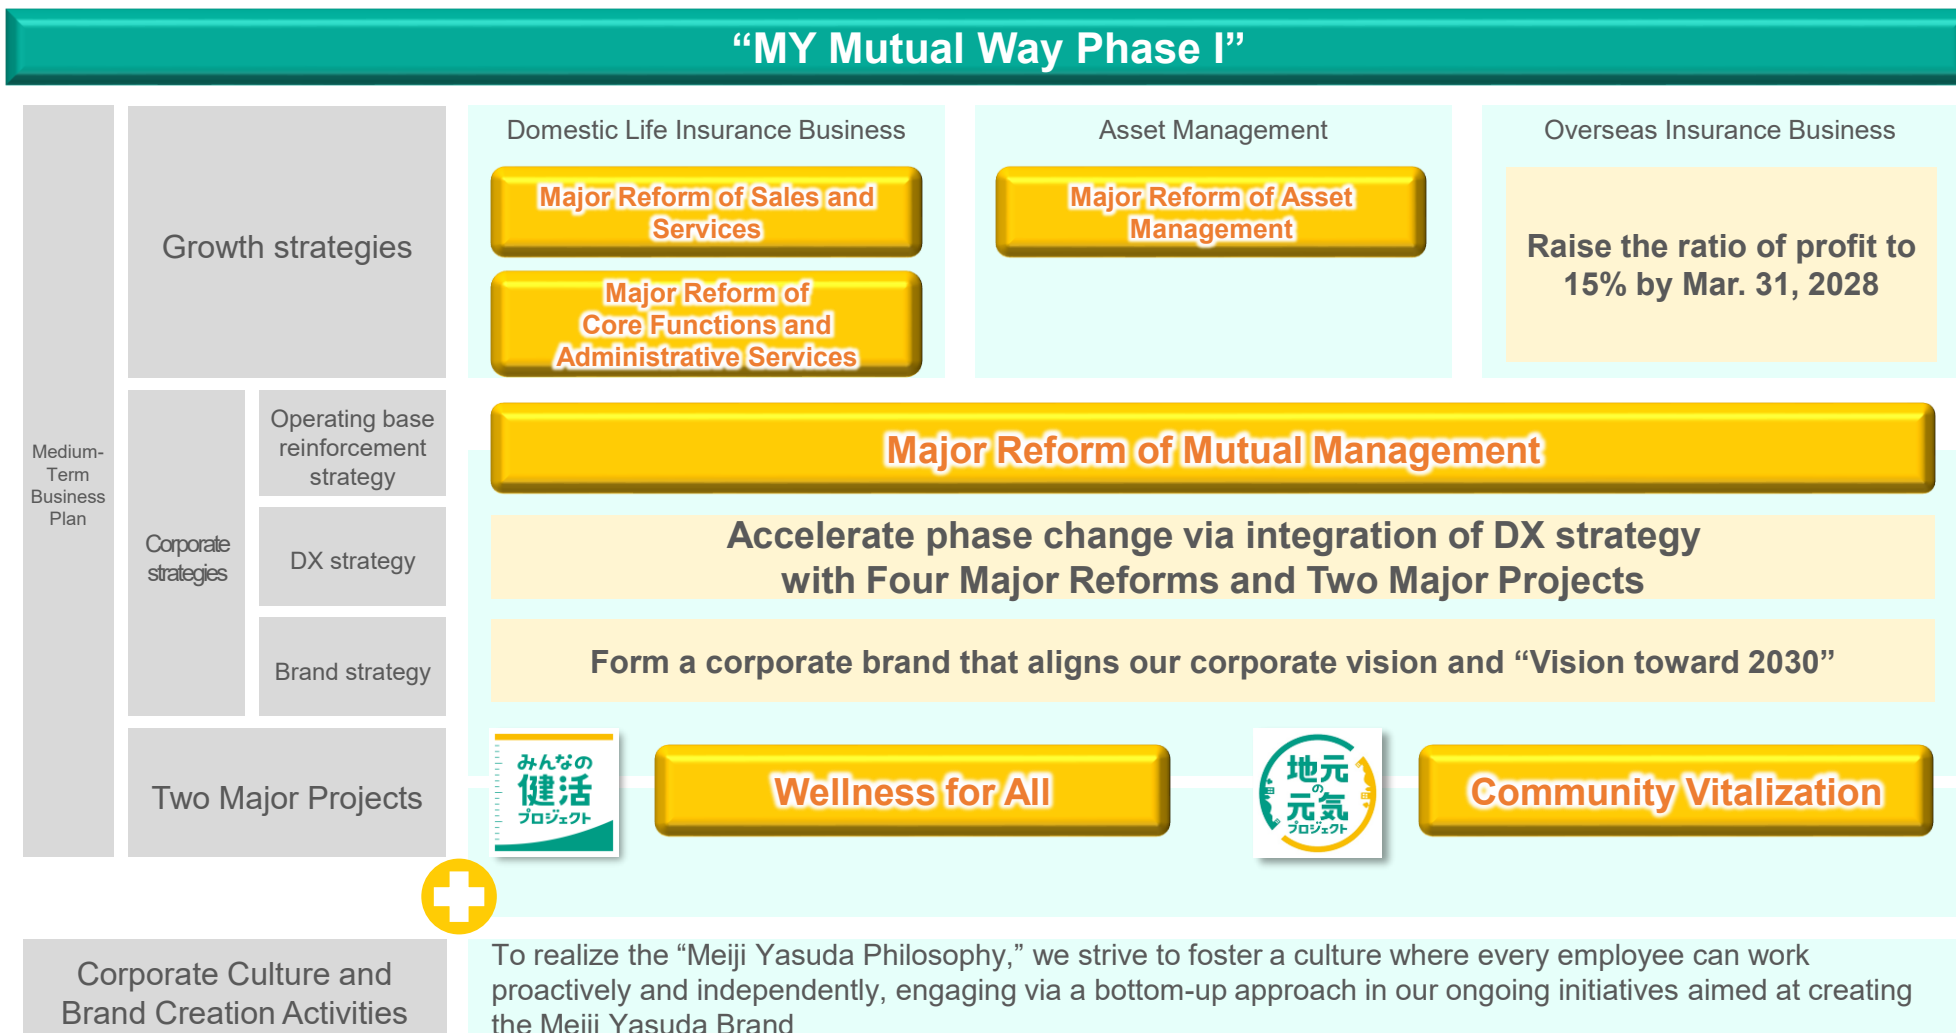 “MY Mutual Way Phase I”
Medium-
Term
Business
Plan
Growth strategies
Domestic Life Insurance Business
Major Reform of Sales and
Services
Major Reform of
Core Functions and
Administrative Services
Asset Management
Major Reform of Asset
Management
Overseas Insurance Business
Raise the ratio of profit to
15% by Mar. 31, 2028
Corporate
strategies
Operating base
reinforcement
strategy
Major Reform of Mutual Management
DX strategy
Accelerate phase change via integration of DX strategy
with Four Major Reforms and Two Major Projects
Brand strategy
Form a corporate brand that aligns our corporate vision and “Vision toward 2030”
Two Major Projects
みんなの
健活
プロジェクト
Wellness for All
地元
の
元気
プロジェクト
Community Vitalization
Corporate Culture and
Brand Creation Activities
To realize the “Meiji Yasuda Philosophy,” we strive to foster a culture where every employee can work
proactively and independently, engaging via a bottom-up approach in our ongoing initiatives aimed at creating
the Meiji Yasuda Brand